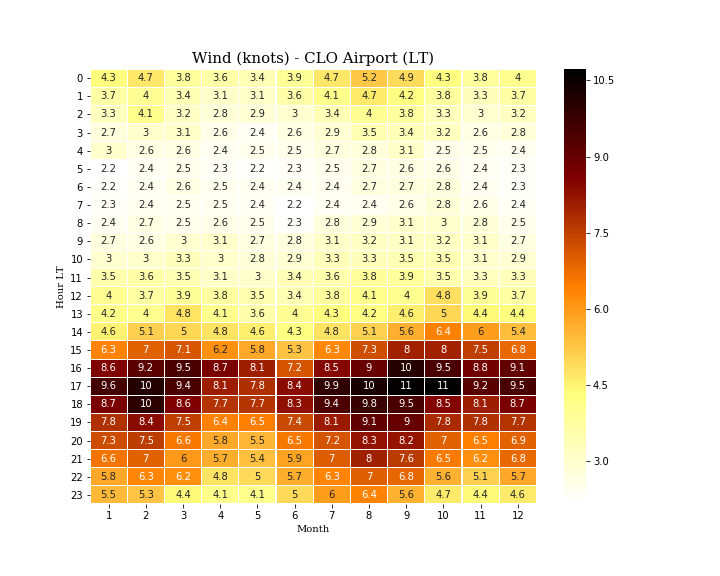 Wind (knots) - CLO Airport (LT)
0 4.3 4.7 3.8 3.6 3.4 3.9 4.7 5.2 4.9 4.3 3.8 4
1 3.7 4 3.4 3.1 3.1 3.6 4.1 4.7 4.2 3.8 3.3 3.7
2 3.3 4.1 3.2 2.8 2.9 3 3.4 4 3.8 3.3 3 3.2
3 2.7 3 3.1 2.6 2.4 2.6 2.9 3.5 3.4 3.2 2.6 2.8
4 3 2.6 2.6 2.4 2.5 2.5 2.7 2.8 3.1 2.5 2.5 2.4
5 2.2 2.4 2.5 2.3 2.2 2.3 2.5 2.7 2.6 2.6 2.4 2.3
6 2.2 2.4 2.6 2.5 2.4 2.4 2.4 2.7 2.7 2.8 2.4 2.3
7 2.3 2.4 2.5 2.5 2.4 2.2 2.4 2.4 2.6 2.8 2.6 2.4
8 2.4 2.7 2.5 2.6 2.5 2.3 2.8 2.9 3.1 3 2.8 2.5
9 2.7 2.6 3 3.1 2.7 2.8 3.1 3.2 3.1 3.2 3.1 2.7
10 3 3 3.3 3 2.8 2.9 3.3 3.3 3.5 3.5 3.1 2.9
11 3.5 3.6 3.5 3.1 3 3.4 3.6 3.8 3.9 3.5 3.3 3.3
12 4 3.7 3.9 3.8 3.5 3.4 3.8 4.1 4 4.8 3.9 3.7
13 4.2 4 4.8 4.1 3.6 4 4.3 4.2 4.6 5 4.4 4.4
14 4.6 5.1 5 4.8 4.6 4.3 4.8 5.1 5.6 6.4 6 5.4
15 6.3 7 7.1 6.2 5.8 5.3 6.3 7.3 8 8 7.5 6.8
16 8.6 9.2 9.5 8.7 8.1 7.2 8.5 9 10 9.5 8.8 9.1
17 9.6 10 9.4 8.1 7.8 8.4 9.9 10 11 11 9.2 9.5
18 8.7 10 8.6 7.7 7.7 8.3 9.4 9.8 9.5 8.5 8.1 8.7
19 7.8 8.4 7.5 6.4 6.5 7.4 8.1 9.1 9 7.8 7.8 7.7
20 7.3 7.5 6.6 5.8 5.5 6.5 7.2 8.3 8.2 7 6.5 6.9
21 6.6 7 6 5.7 5.4 5.9 7 8 7.6 6.5 6.2 6.8
22 5.8 6.3 6.2 4.8 5 5.7 6.3 7 6.8 5.6 5.1 5.7
23 5.5 5.3 4.4 4.1 4.1 5 6 6.4 5.6 4.7 4.4 4.6
1 2 3 4 5 6 7 8 9 10 11 12
Month
Hour LT
10.5
9.0
7.5
6.0
4.5
3.0